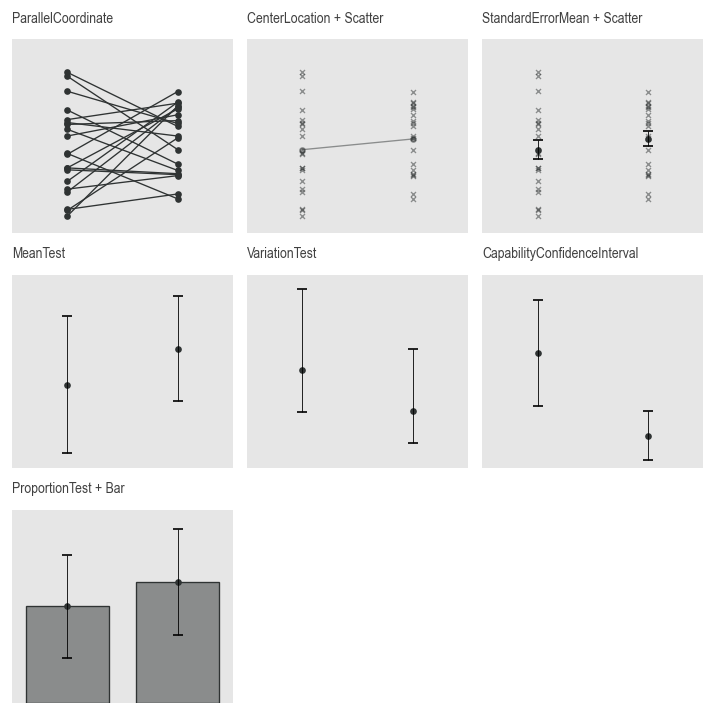 ParallelCoordinate
CenterLocation + Scatter
StandardErrorMean + Scatter
MeanTest
VariationTest
CapabilityConfidenceInterval
ProportionTest + Bar